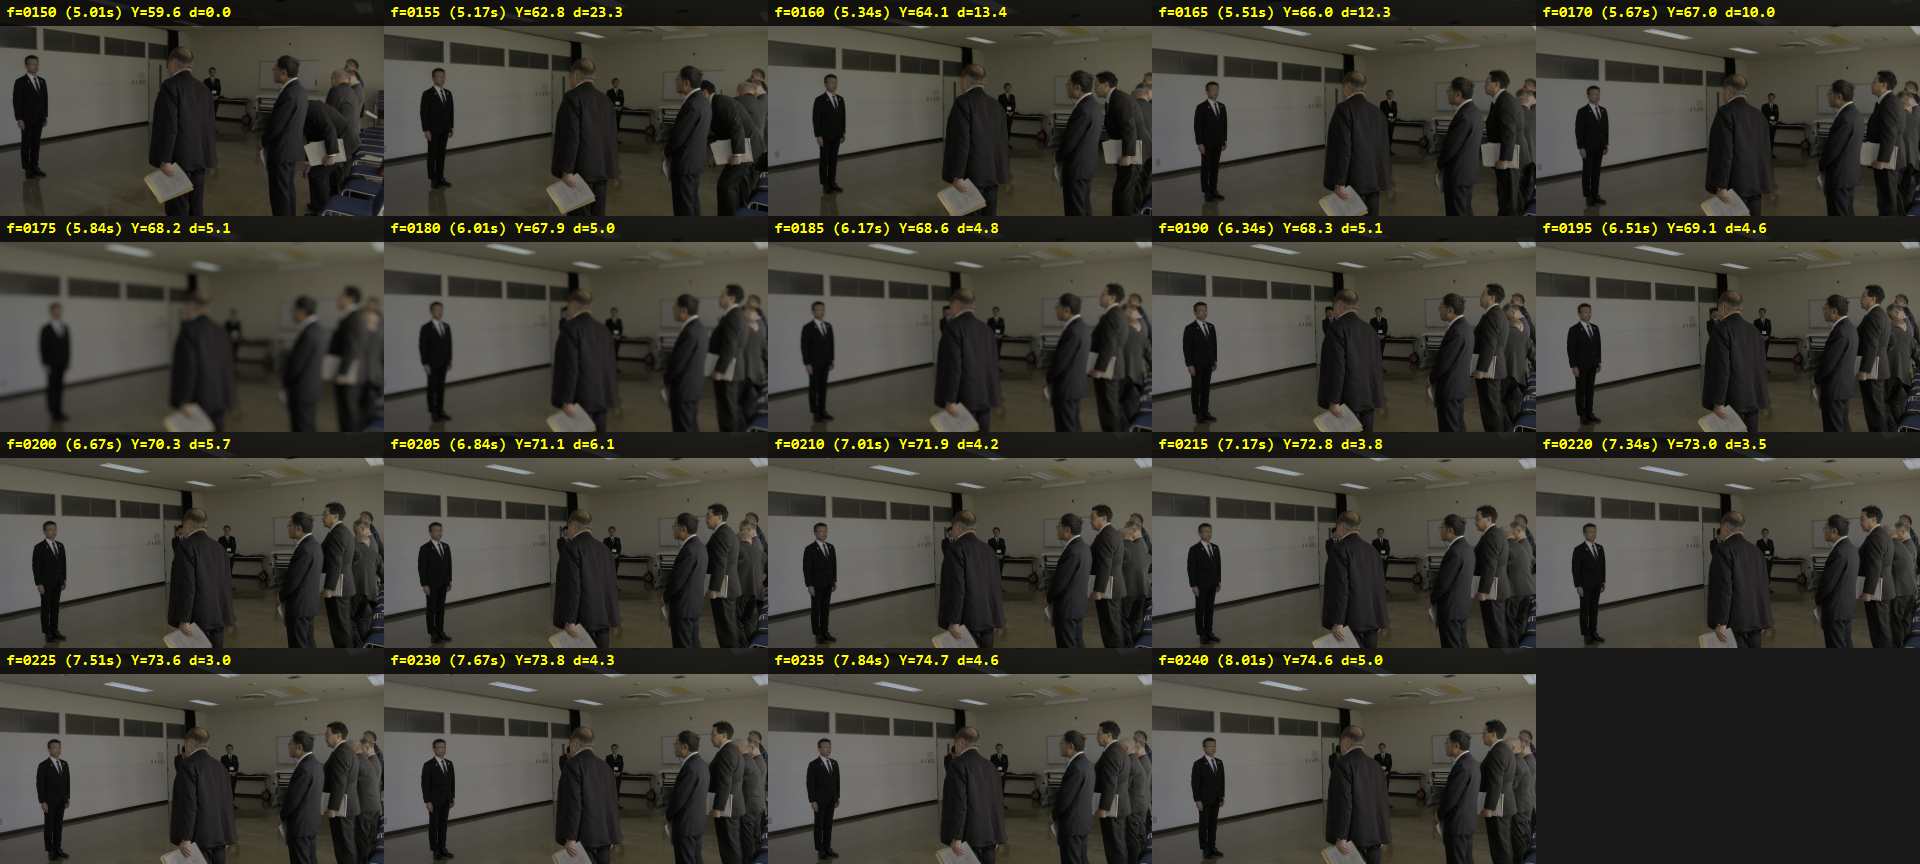 f=0150 (5.01s) Y=59.6 d=0.0
f=0155 (5.17s) Y=62.8 d=23.3
f=0160 (5.34s) Y=64.1 d=13.4
f=0165 (5.51s) Y=66.0 d=12.3
f=0170 (5.67s) Y=67.0 d=10.0
f=0175 (5.84s) Y=68.2 d=5.1
f=0180 (6.01s) Y=67.9 d=5.0
f=0185 (6.17s) Y=68.6 d=4.8
f=0190 (6.34s) Y=68.3 d=5.1
f=0195 (6.51s) Y=69.1 d=4.6
f=0200 (6.67s) Y=70.3 d=5.7
f=0205 (6.84s) Y=71.1 d=6.1
f=0210 (7.01s) Y=71.9 d=4.2
f=0215 (7.17s) Y=72.8 d=3.8
f=0220 (7.34s) Y=73.0 d=3.5
f=0225 (7.51s) Y=73.6 d=3.0
f=0230 (7.67s) Y=73.8 d=4.3
f=0235 (7.84s) Y=74.7 d=4.6
f=0240 (8.01s) Y=74.6 d=5.0